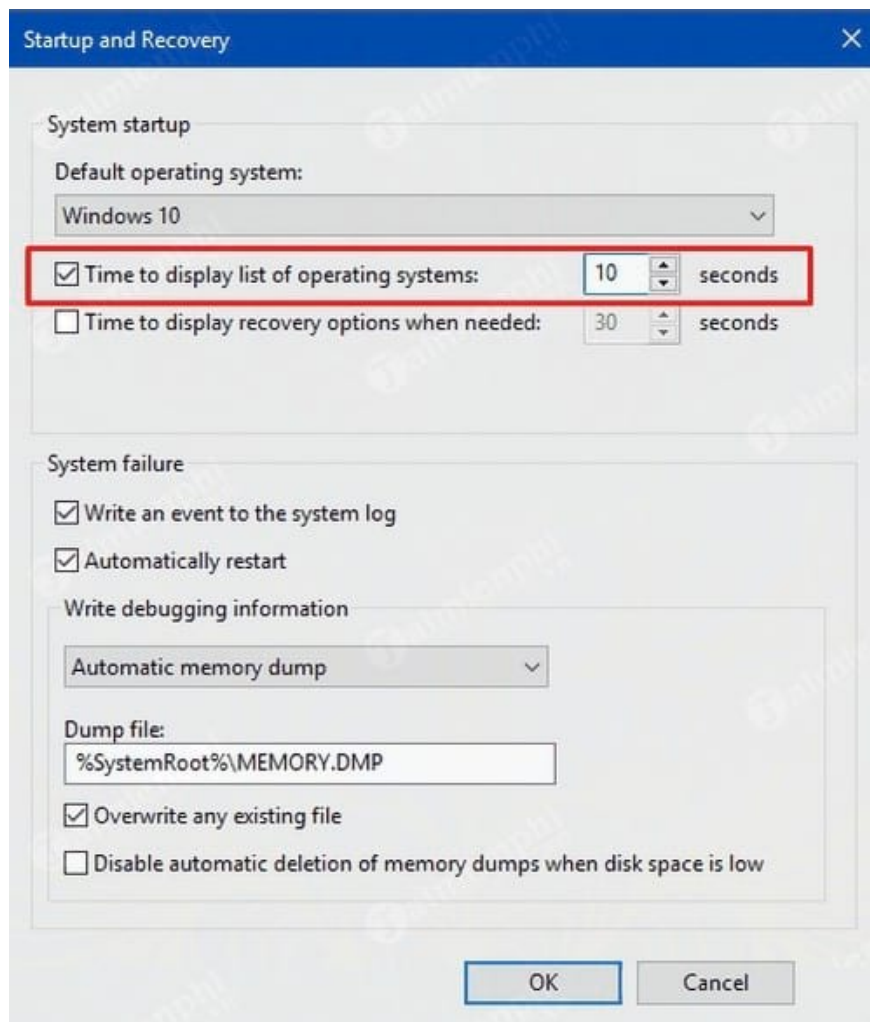 Startup and Recovery
System startup
Default operating system:
Windows 10
Time to display list of operating systems: 10 seconds
Time to display recovery options when needed: 30 seconds
System failure
Write an event to the system log
Automatically restart
Write debugging information
Automatic memory dump
Dump file:
%SystemRoot%\MEMORY.DMP
Overwrite any existing file
Disable automatic deletion of memory dumps when disk space is low
OK Cancel